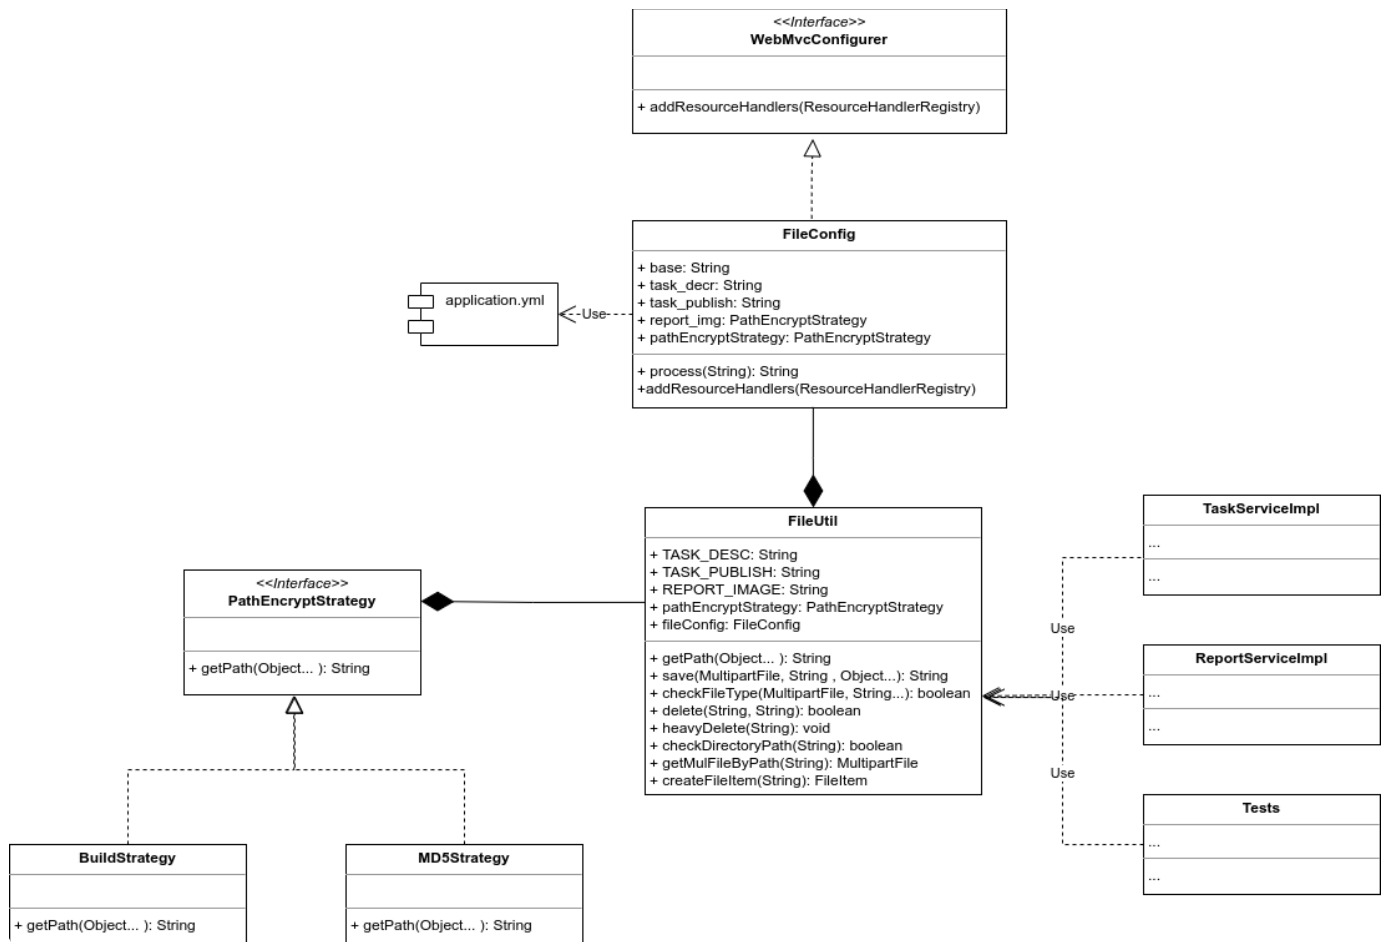 <<Interface>>
WebMvcConfigurer
+ addResourceHandlers(ResourceHandlerRegistry)
FileConfig
+ base: String
+ task_decr: String
+ task_publish: String
+ report_img: PathEncryptStrategy
+ pathEncryptStrategy: PathEncryptStrategy
+ process(String): String
+addResourceHandlers(ResourceHandlerRegistry)
application.yml
Use
FileUtil
+ TASK_DESC: String
+ TASK_PUBLISH: String
+ REPORT_IMAGE: String
+ pathEncryptStrategy: PathEncryptStrategy
+ fileConfig: FileConfig
+ getPath(Object... ): String
+ save(MultipartFile, String , Object...): String
+ checkFileType(MultipartFile, String...): boolean
+ delete(String, String): boolean
+ heavyDelete(String): void
+ checkDirectoryPath(String): boolean
+ getMulFileByPath(String): MultipartFile
+ createFileItem(String): FileItem
<<Interface>>
PathEncryptStrategy
+ getPath(Object... ): String
BuildStrategy
+ getPath(Object... ): String
MD5Strategy
+ getPath(Object... ): String
TaskServiceImpl
...
...
Use
ReportServiceImpl
...
...
Use
Tests
...
...
Use